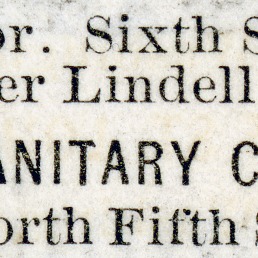 or. Sixth S
er Lindell
ANITARY C
orth Fifth S